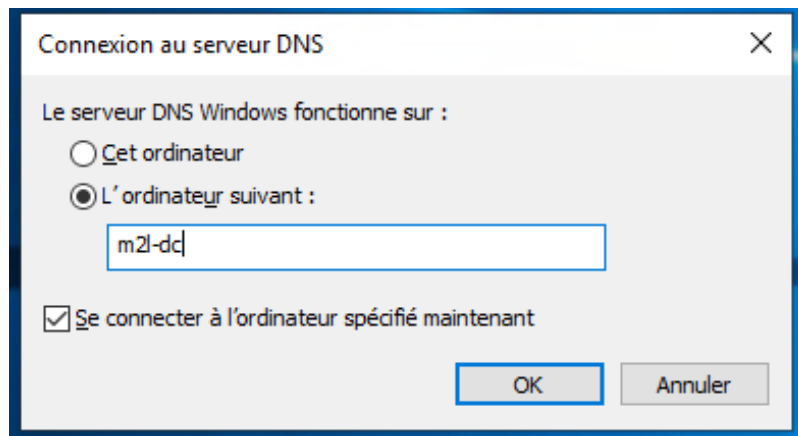 Connexion au serveur DNS
Le serveur DNS Windows fonctionne sur :
Cet ordinateur
L'ordinateur suivant :
m2l-dc
Se connecter à l'ordinateur spécifié maintenant
OK
Annuler